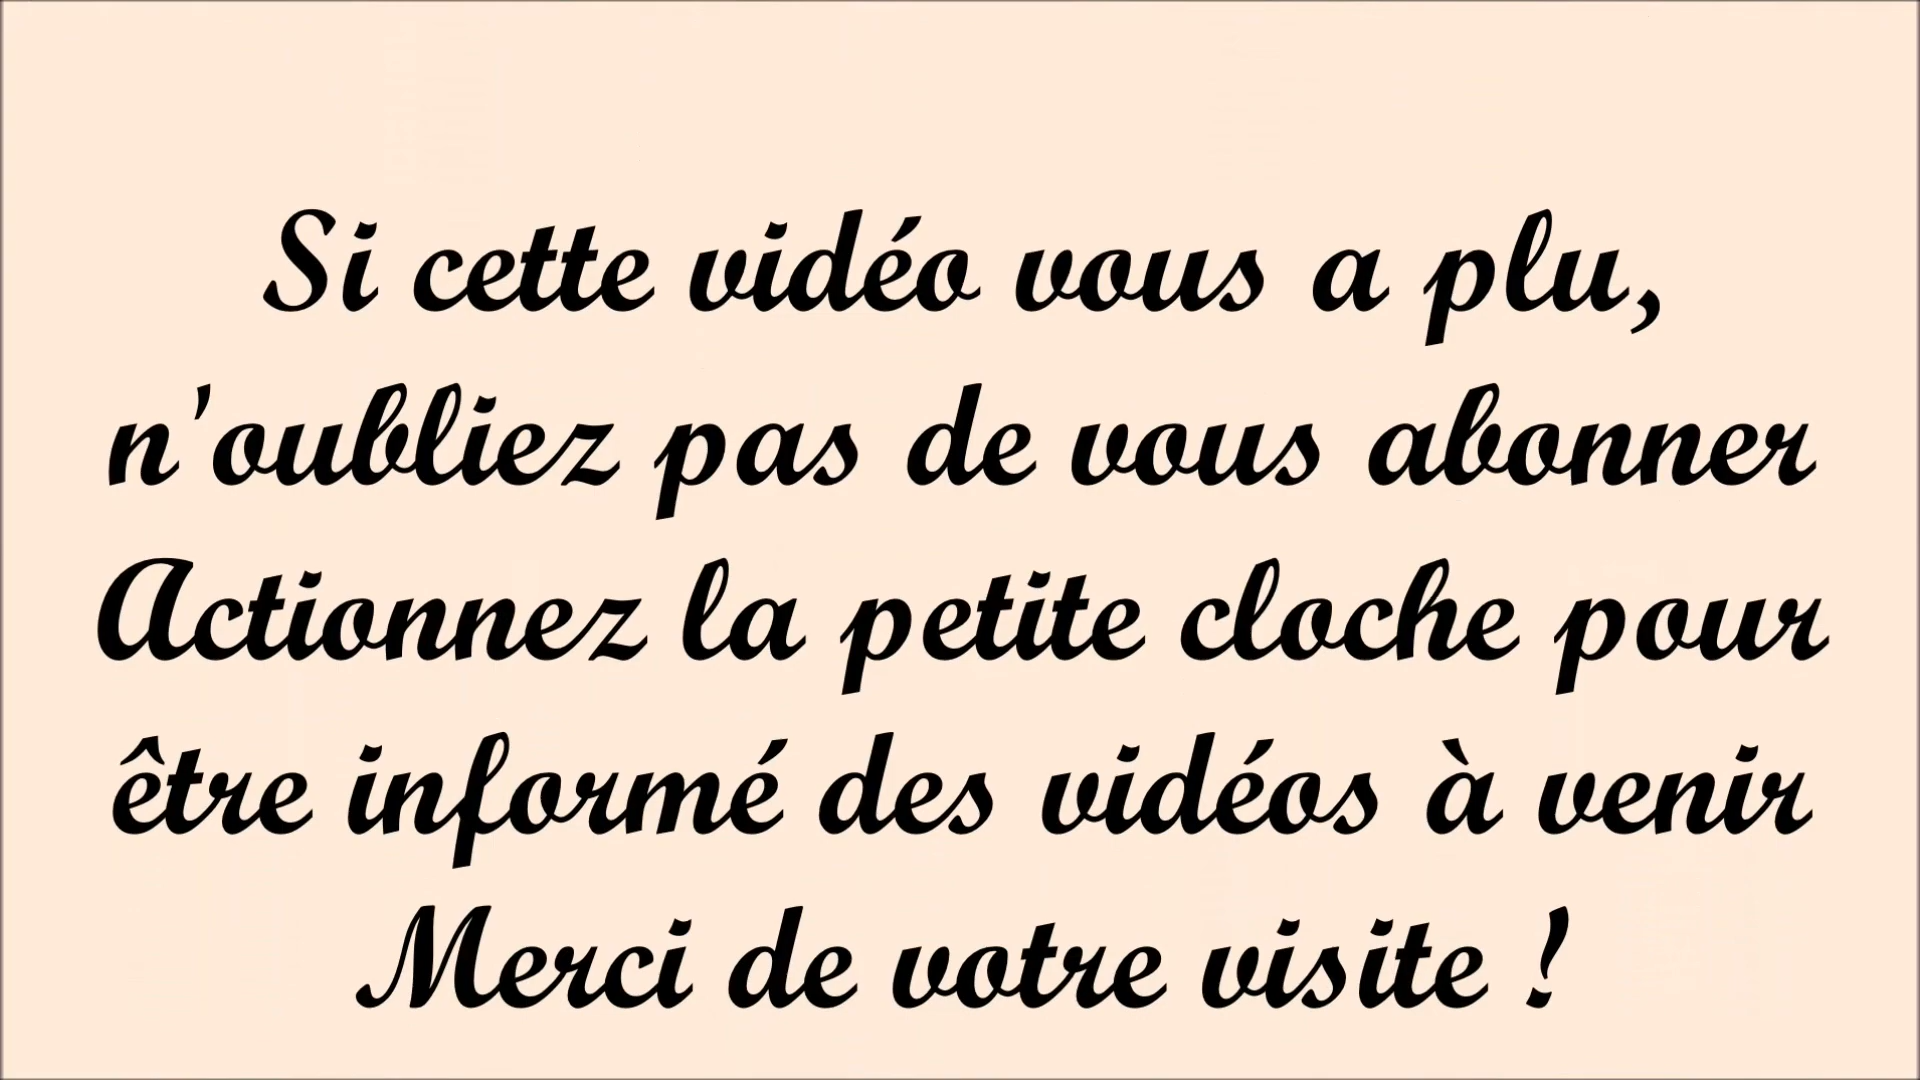 Si cette vidéo vous a plu,
n'oubliez pas de vous abonner
Actionnez la petite cloche pour
être informé des vidéos à venir
Merci de votre visite !